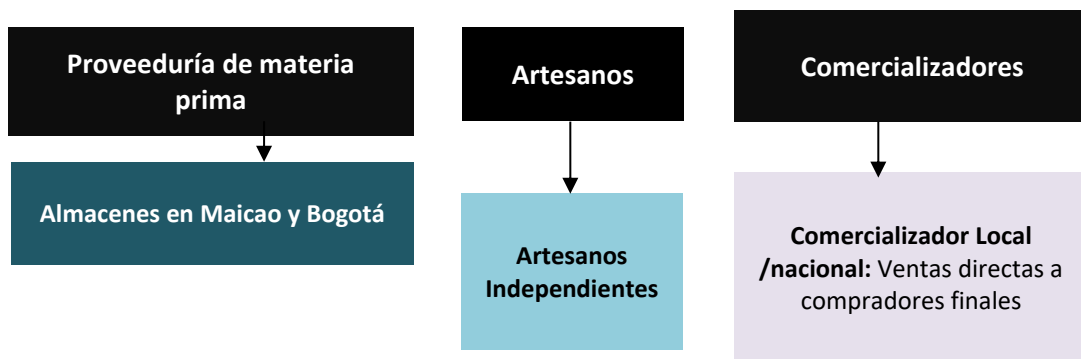 Proveeduría de materia
prima
Artesanos
Comercializadores
Almacenes en Maicao y Bogotá
Artesanos
Independientes
Comercializador Local
/nacional: Ventas directas a
compradores finales